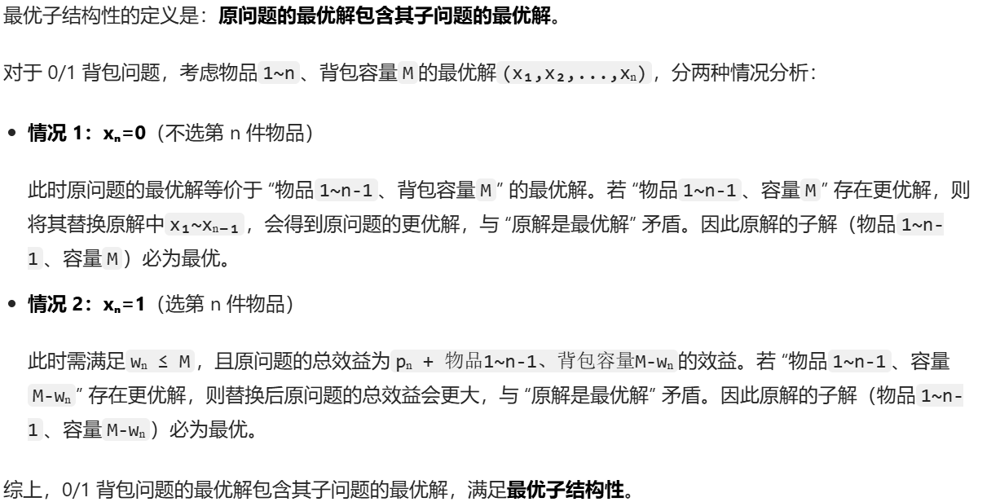 最优子结构性的定义是：原问题的最优解包含其子问题的最优解。
对于 0/1 背包问题，考虑物品 1~n 、背包容量 M 的最优解 (x₁,x₂,...,xₙ) ，分两种情况分析：
• 情况 1：xₙ=0（不选第 n 件物品）
此时原问题的最优解等价于 “物品 1~n-1 、背包容量 M ” 的最优解。若 “物品 1~n-1 、容量 M ” 存在更优解，则
将其替换原解中 x₁~xₙ₋₁ ，会得到原问题的更优解，与 “原解是最优解” 矛盾。因此原解的子解（物品 1~n-
1 、容量 M ）必为最优。
• 情况 2：xₙ=1（选第 n 件物品）
此时需满足 wₙ ≤ M ，且原问题的总效益为 pₙ + 物品1~n-1、背包容量M-wₙ 的效益。若 “物品 1~n-1 、容量
M-wₙ ” 存在更优解，则替换后原问题的总效益会更大，与 “原解是最优解” 矛盾。因此原解的子解（物品 1~n-
1 、容量 M-wₙ ）必为最优。
综上，0/1 背包问题的最优解包含其子问题的最优解，满足最优子结构性。